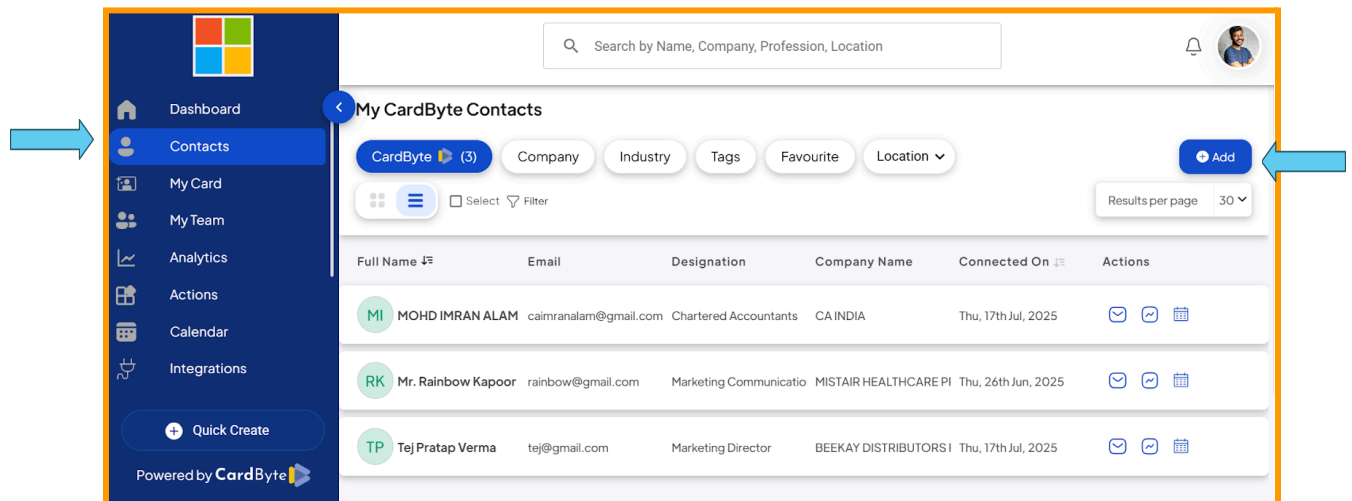 Search by Name, Company, Profession, Location
Dashboard
Contacts
My Card
My Team
Analytics
Actions
Calendar
Integrations
Quick Create
Powered by CardByte
My CardByte Contacts
CardByte (3) Company Industry Tags Favourite Location
Add
Select Filter
Results per page 30
Full Name Email Designation Company Name Connected On Actions
MI MOHD IMRAN ALAM caimranalam@gmail.com Chartered Accountants CA INDIA Thu, 17th Jul, 2025
RK Mr. Rainbow Kapoor rainbow@gmail.com Marketing Communicatio MISTAIR HEALTHCARE PI Thu, 26th Jun, 2025
TP Tej Pratap Verma tej@gmail.com Marketing Director BEEKAY DISTRIBUTORS I Thu, 17th Jul, 2025